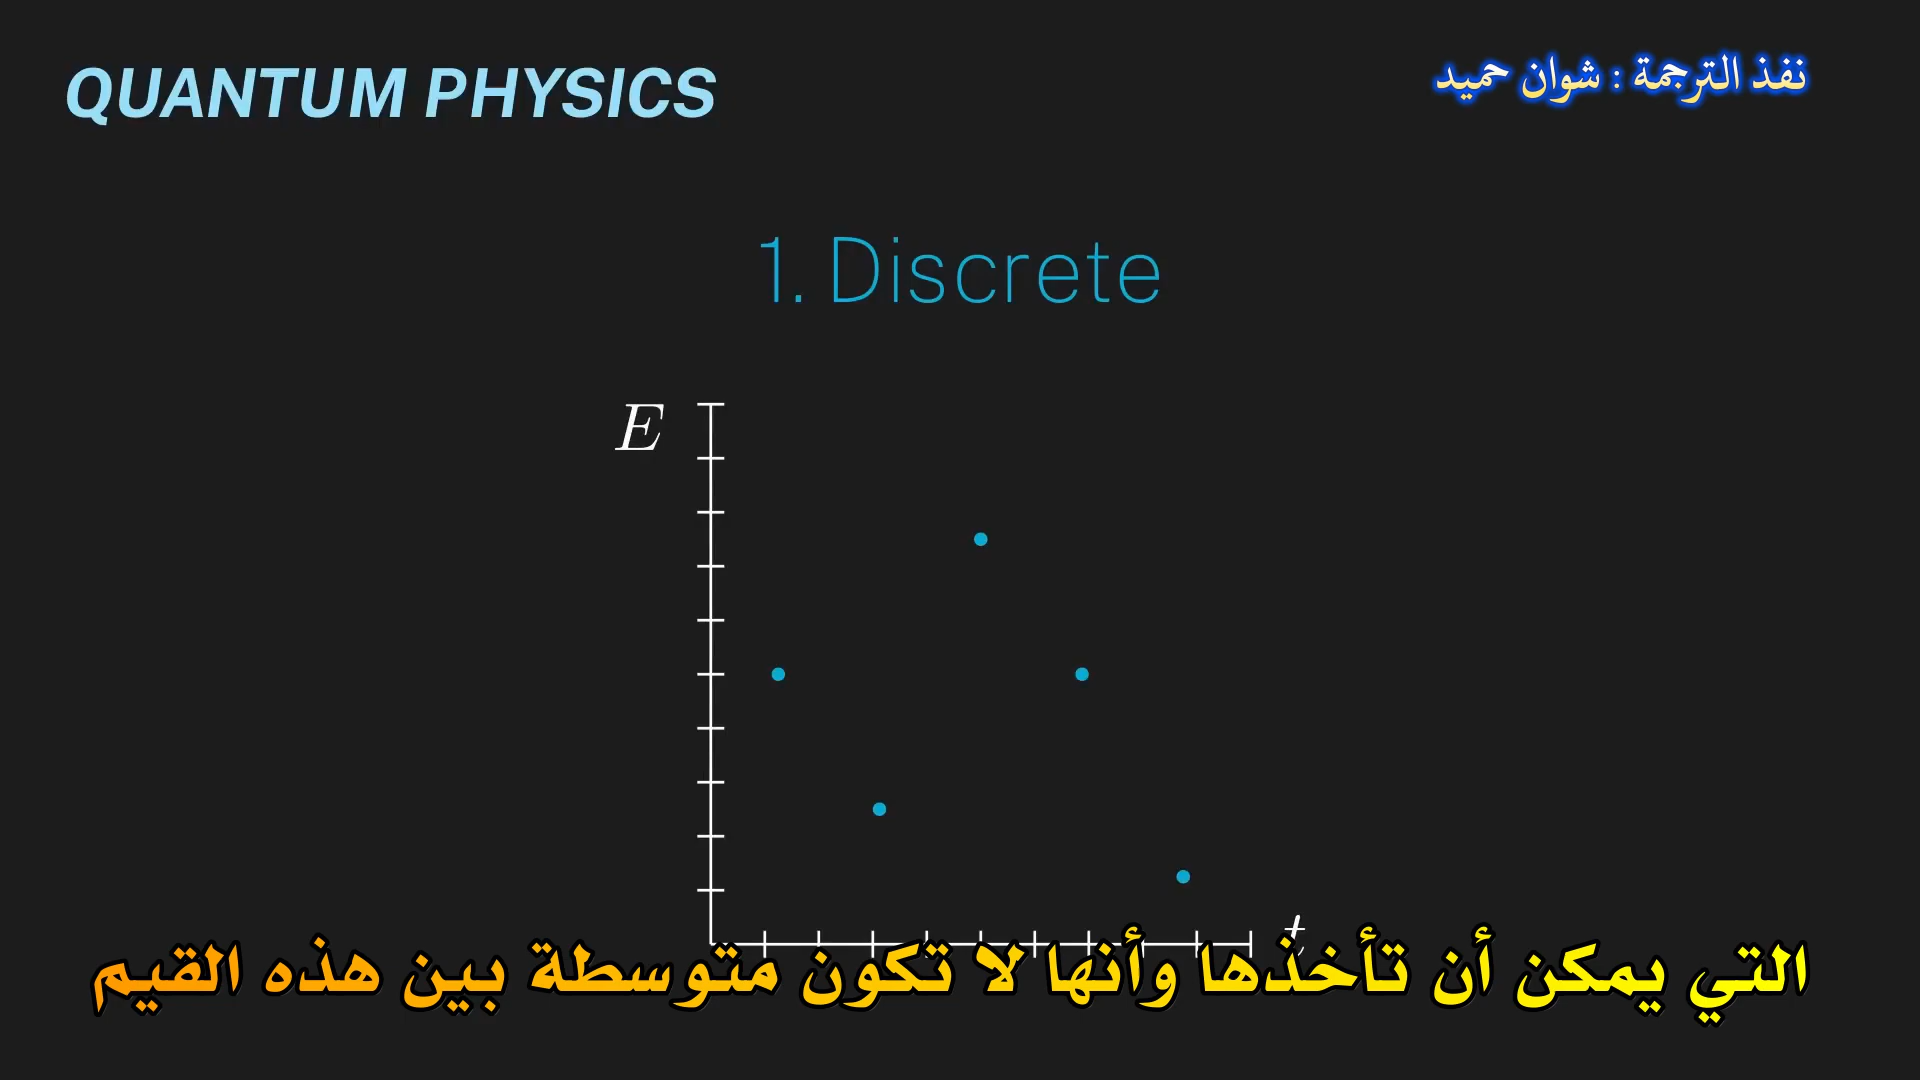 QUANTUM PHYSICS
نفذ الترجمة : شوان حميد
1. Discrete
E
t
التي يمكن أن تأخذها وأنها لا تكون متوسطة بين هذه القيم